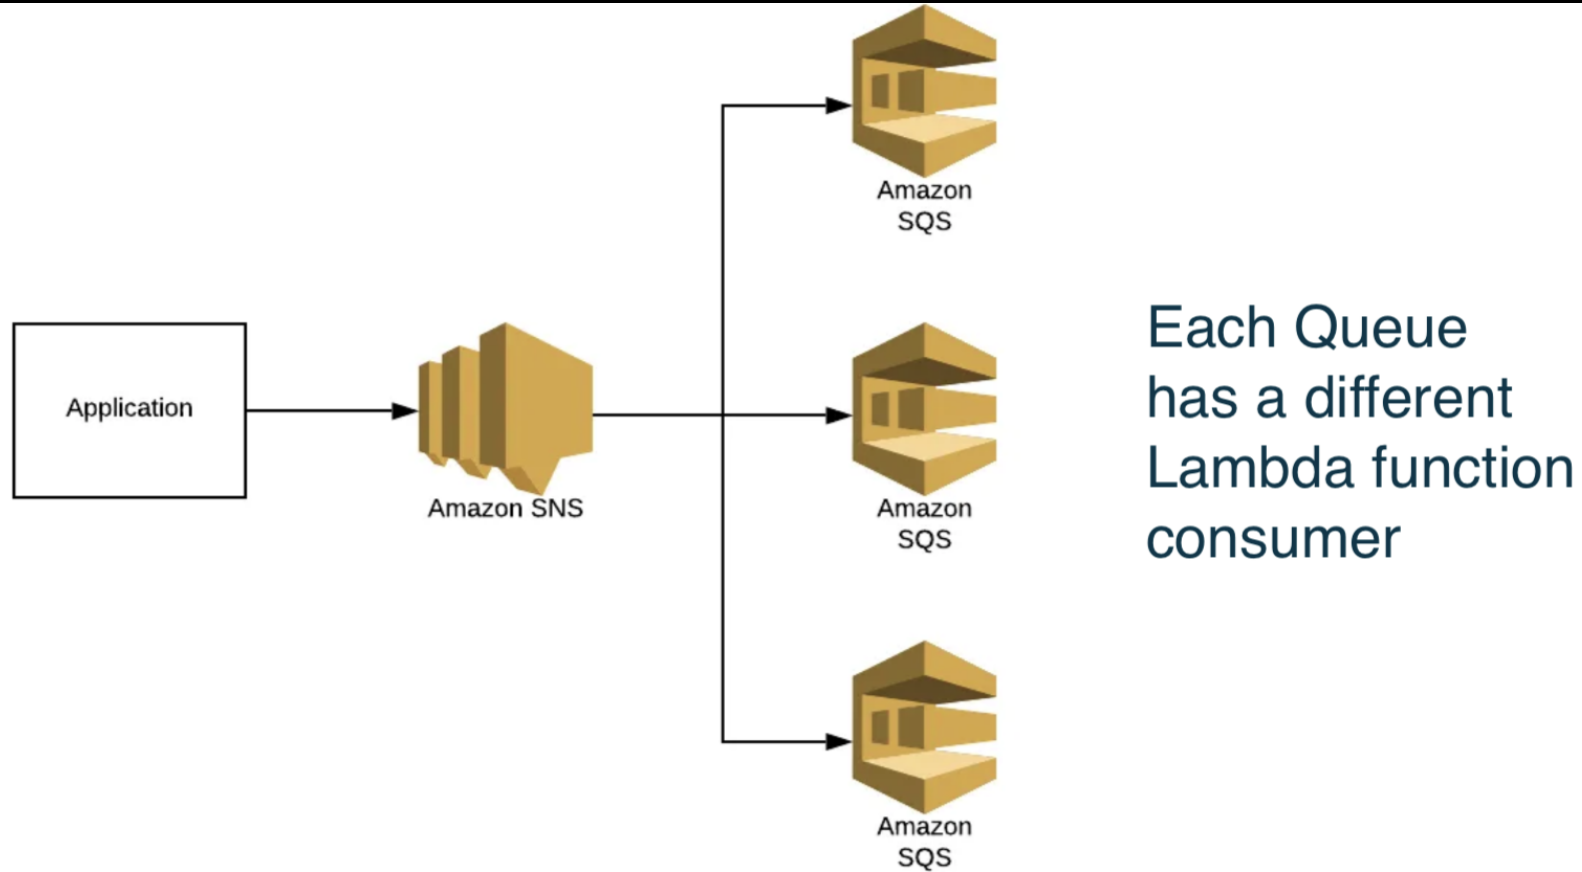 Application
Amazon SNS
Amazon
SQS
Amazon
SQS
Amazon
SQS
Each Queue
has a different
Lambda function
consumer